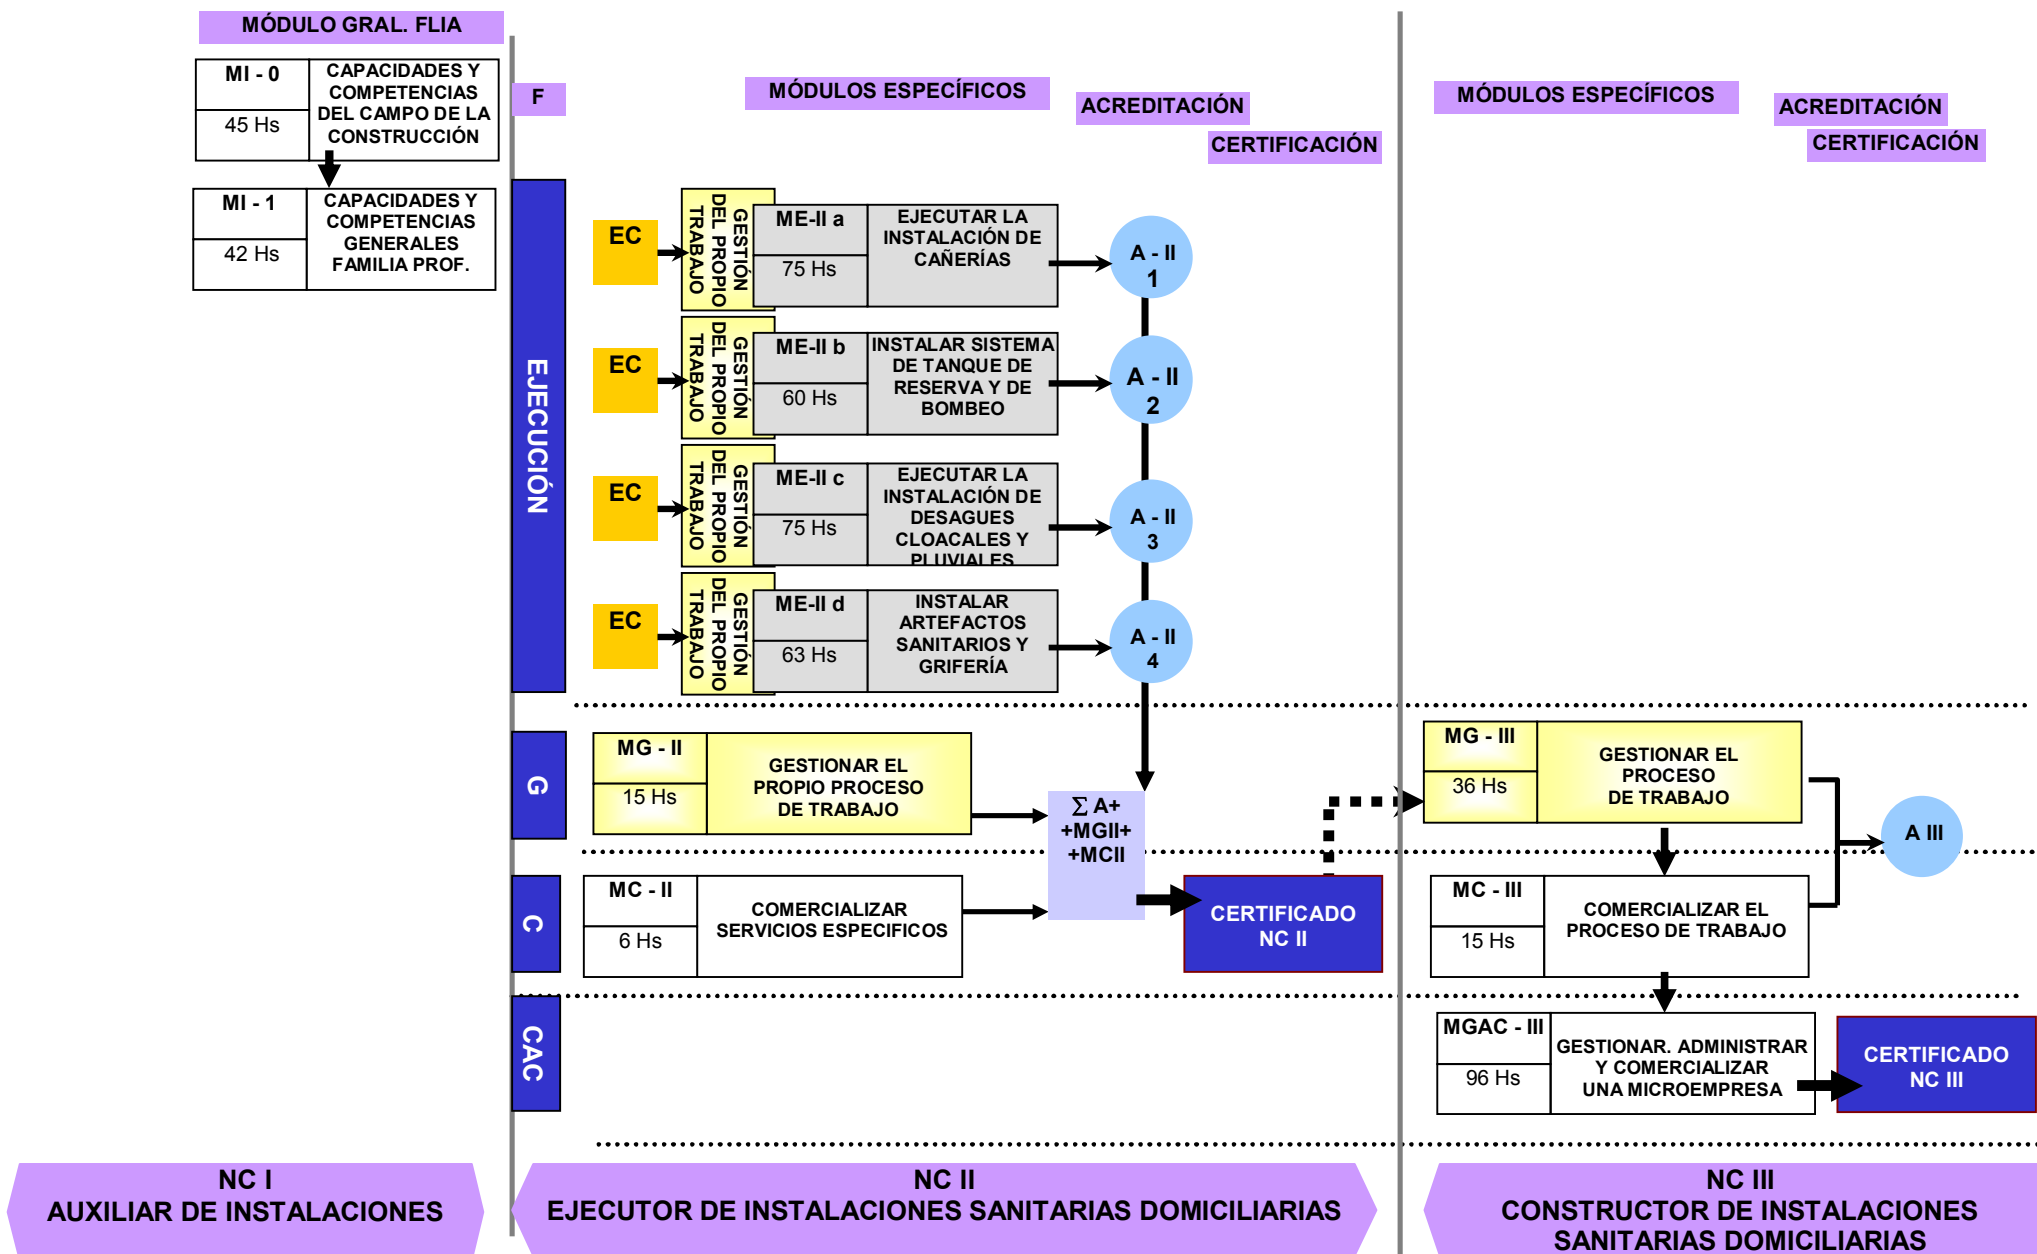 MÓDULO GRAL. FLIA
MI - 0
45 Hs
CAPACIDADES Y
COMPETENCIAS
DEL CAMPO DE LA
CONSTRUCCIÓN
MI - 1
42 Hs
CAPACIDADES Y
COMPETENCIAS
GENERALES
FAMILIA PROF.
F
MÓDULOS ESPECÍFICOS
ACREDITACIÓN
CERTIFICACIÓN
MÓDULOS ESPECÍFICOS
ACREDITACIÓN
CERTIFICACIÓN
EJECUCIÓN
EC
GESTIÓN
DEL PROPIO
TRABAJO
ME-II a
75 Hs
EJECUTAR LA
INSTALACIÓN DE
CAÑERÍAS
A - II
1
EC
GESTIÓN
DEL PROPIO
TRABAJO
ME-II b
60 Hs
INSTALAR SISTEMA
DE TANQUE DE
RESERVA Y DE
BOMBEO
A - II
2
EC
GESTIÓN
DEL PROPIO
TRABAJO
ME-II c
75 Hs
EJECUTAR LA
INSTALACIÓN DE
DESAGUES
CLOACALES Y
PLUVIALES
A - II
3
EC
GESTIÓN
DEL PROPIO
TRABAJO
ME-II d
63 Hs
INSTALAR
ARTEFACTOS
SANITARIOS Y
GRIFERÍA
A - II
4
G
MG - II
15 Hs
GESTIONAR EL
PROPIO PROCESO
DE TRABAJO
Σ A+
+MGII+
+MCII
MG - III
36 Hs
GESTIONAR EL
PROCESO
DE TRABAJO
A III
C
MC - II
6 Hs
COMERCIALIZAR
SERVICIOS ESPECIFICOS
CERTIFICADO
NC II
MC - III
15 Hs
COMERCIALIZAR EL
PROCESO DE TRABAJO
CAC
MGAC - III
96 Hs
GESTIONAR. ADMINISTRAR
Y COMERCIALIZAR
UNA MICROEMPRESA
CERTIFICADO
NC III
NC I
AUXILIAR DE INSTALACIONES
NC II
EJECUTOR DE INSTALACIONES SANITARIAS DOMICILIARIAS
NC III
CONSTRUCTOR DE INSTALACIONES
SANITARIAS DOMICILIARIAS